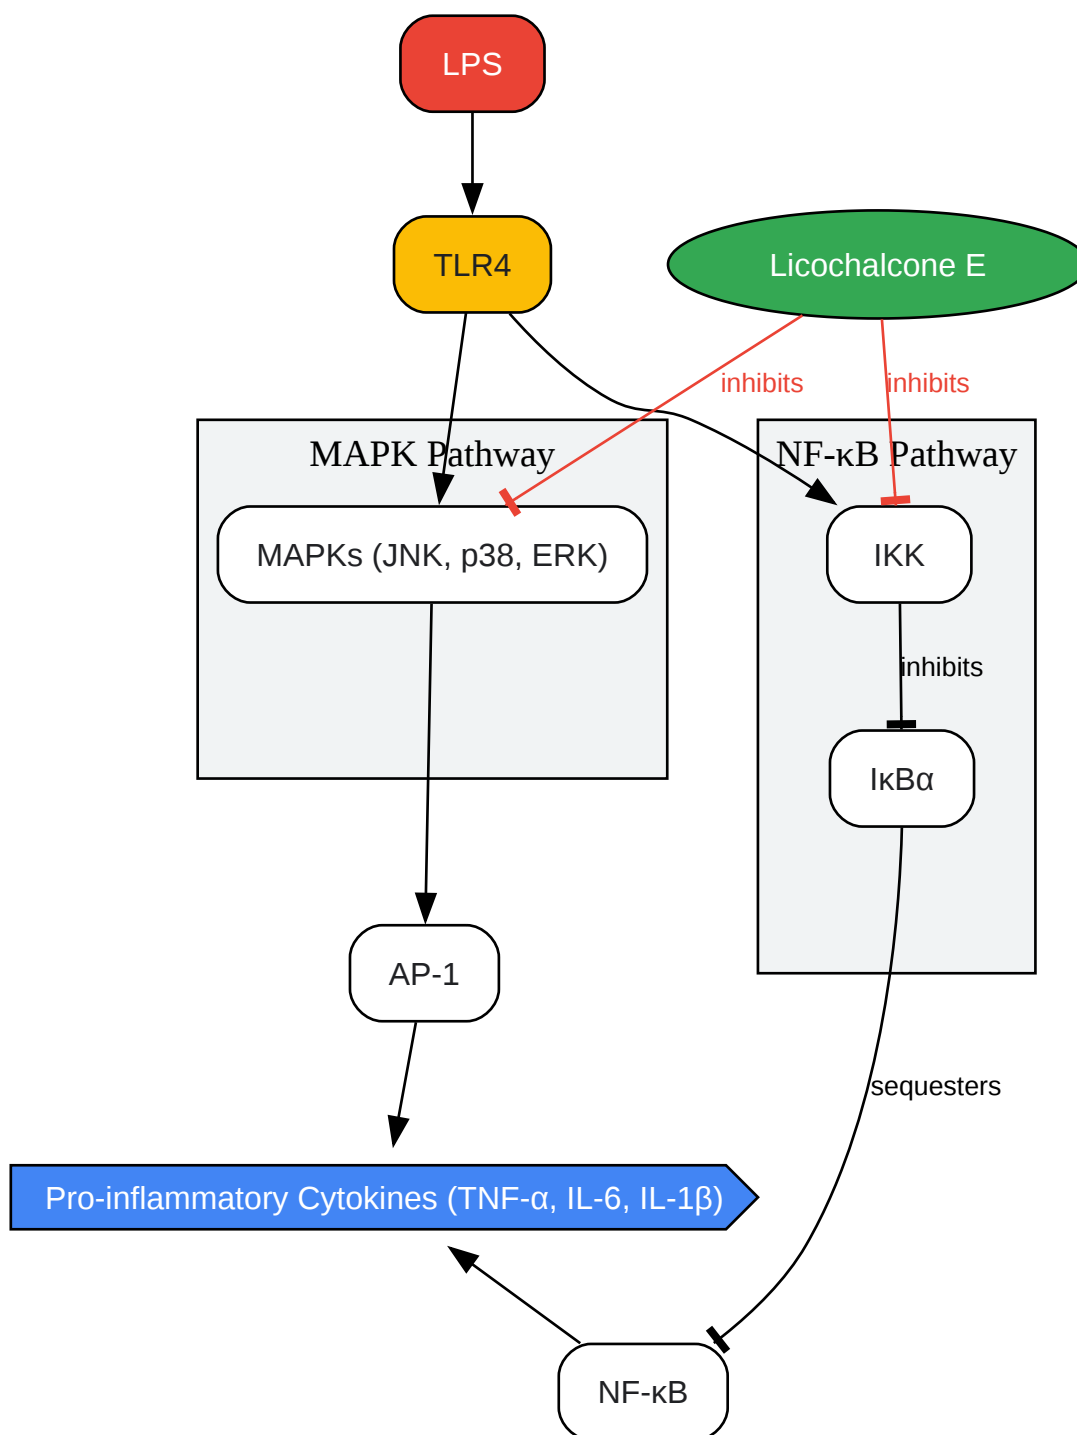 LPS
TLR4
Licochalcone E
inhibits
inhibits
MAPK Pathway
NF-κB Pathway
MAPKs (JNK, p38, ERK)
IKK
inhibits
IκBα
AP-1
sequesters
Pro-inflammatory Cytokines (TNF-α, IL-6, IL-1β)
NF-κB